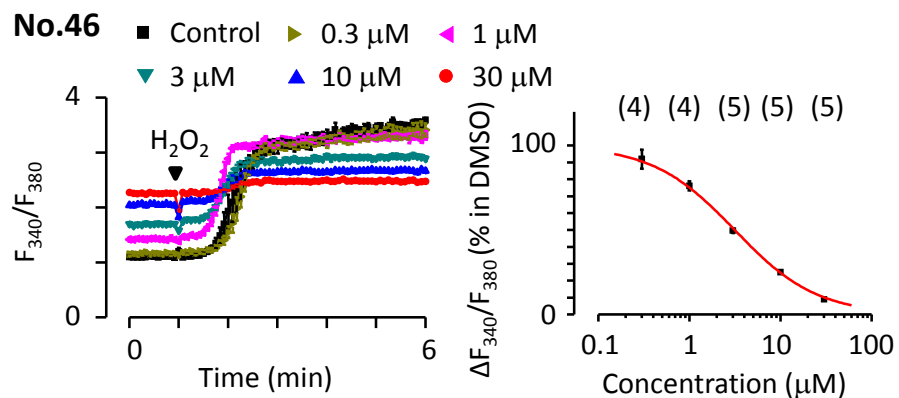 No.46
Control 0.3 μM 1 μM
3 μM 10 μM 30 μM
4
0
H₂O₂
F₃₄₀/F₃₈₀
0 6
Time (min)
(4) (4) (5) (5) (5)
100
0
ΔF₃₄₀/F₃₈₀ (% in DMSO)
0.1 1 10 100
Concentration (μM)